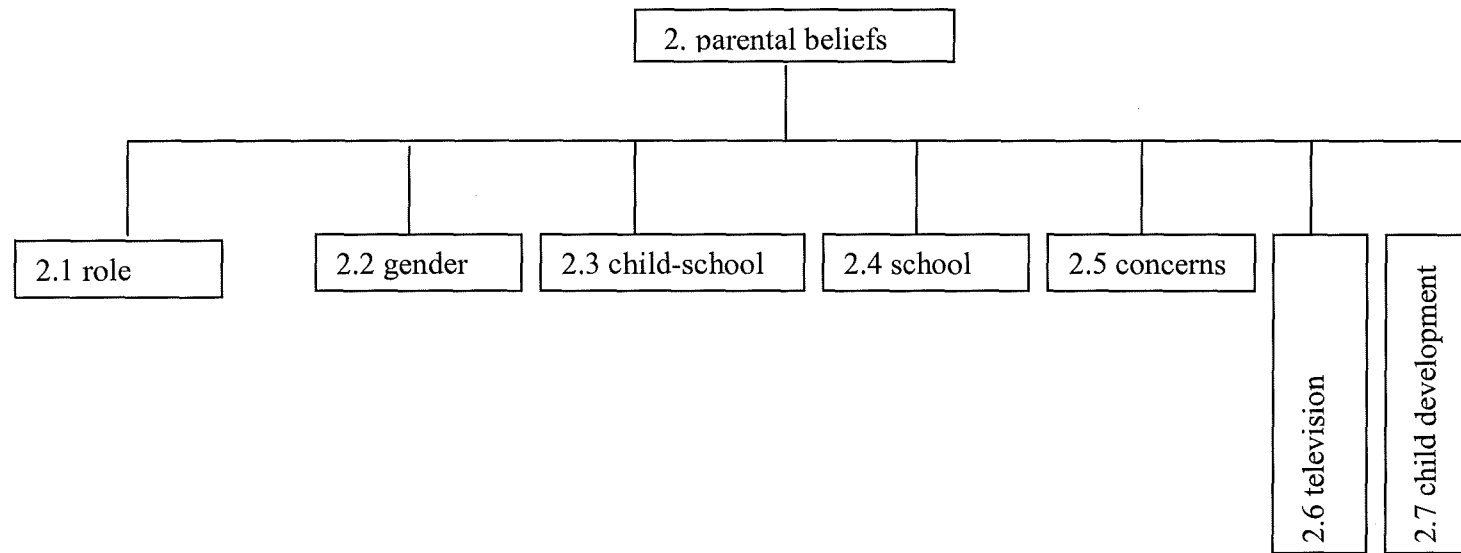 2. parental beliefs
2.1 role
2.2 gender
2.3 child-school
2.4 school
2.5 concerns
2.6 television
2.7 child development